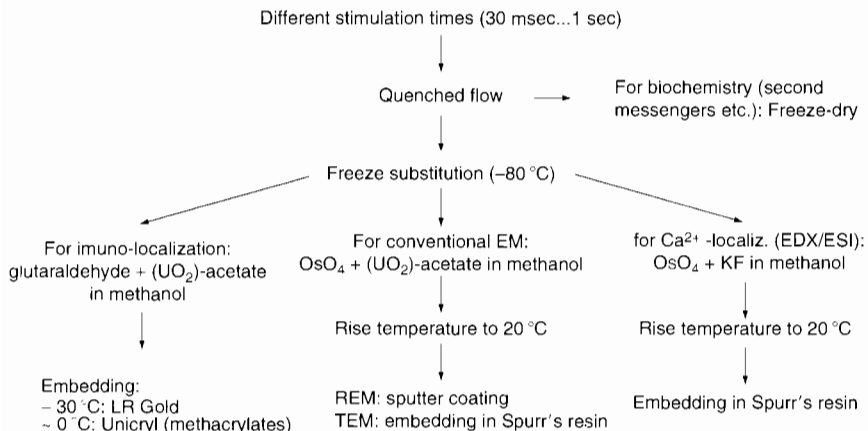 Different stimulation times (30 msec...1 sec)
Quenched flow
For biochemistry (second
messengers etc.): Freeze-dry
Freeze substitution (–80 °C)
For imuno-localization:
glutaraldehyde + (UO₂)-acetate
in methanol
For conventional EM:
OsO₄ + (UO₂)-acetate in methanol
for Ca²⁺ -localiz. (EDX/ESI):
OsO₄ + KF in methanol
Rise temperature to 20 °C
Rise temperature to 20 °C
Embedding:
– 30 °C: LR Gold
~ 0 °C: Unicryl (methacrylates)
REM: sputter coating
TEM: embedding in Spurr's resin
Embedding in Spurr's resin